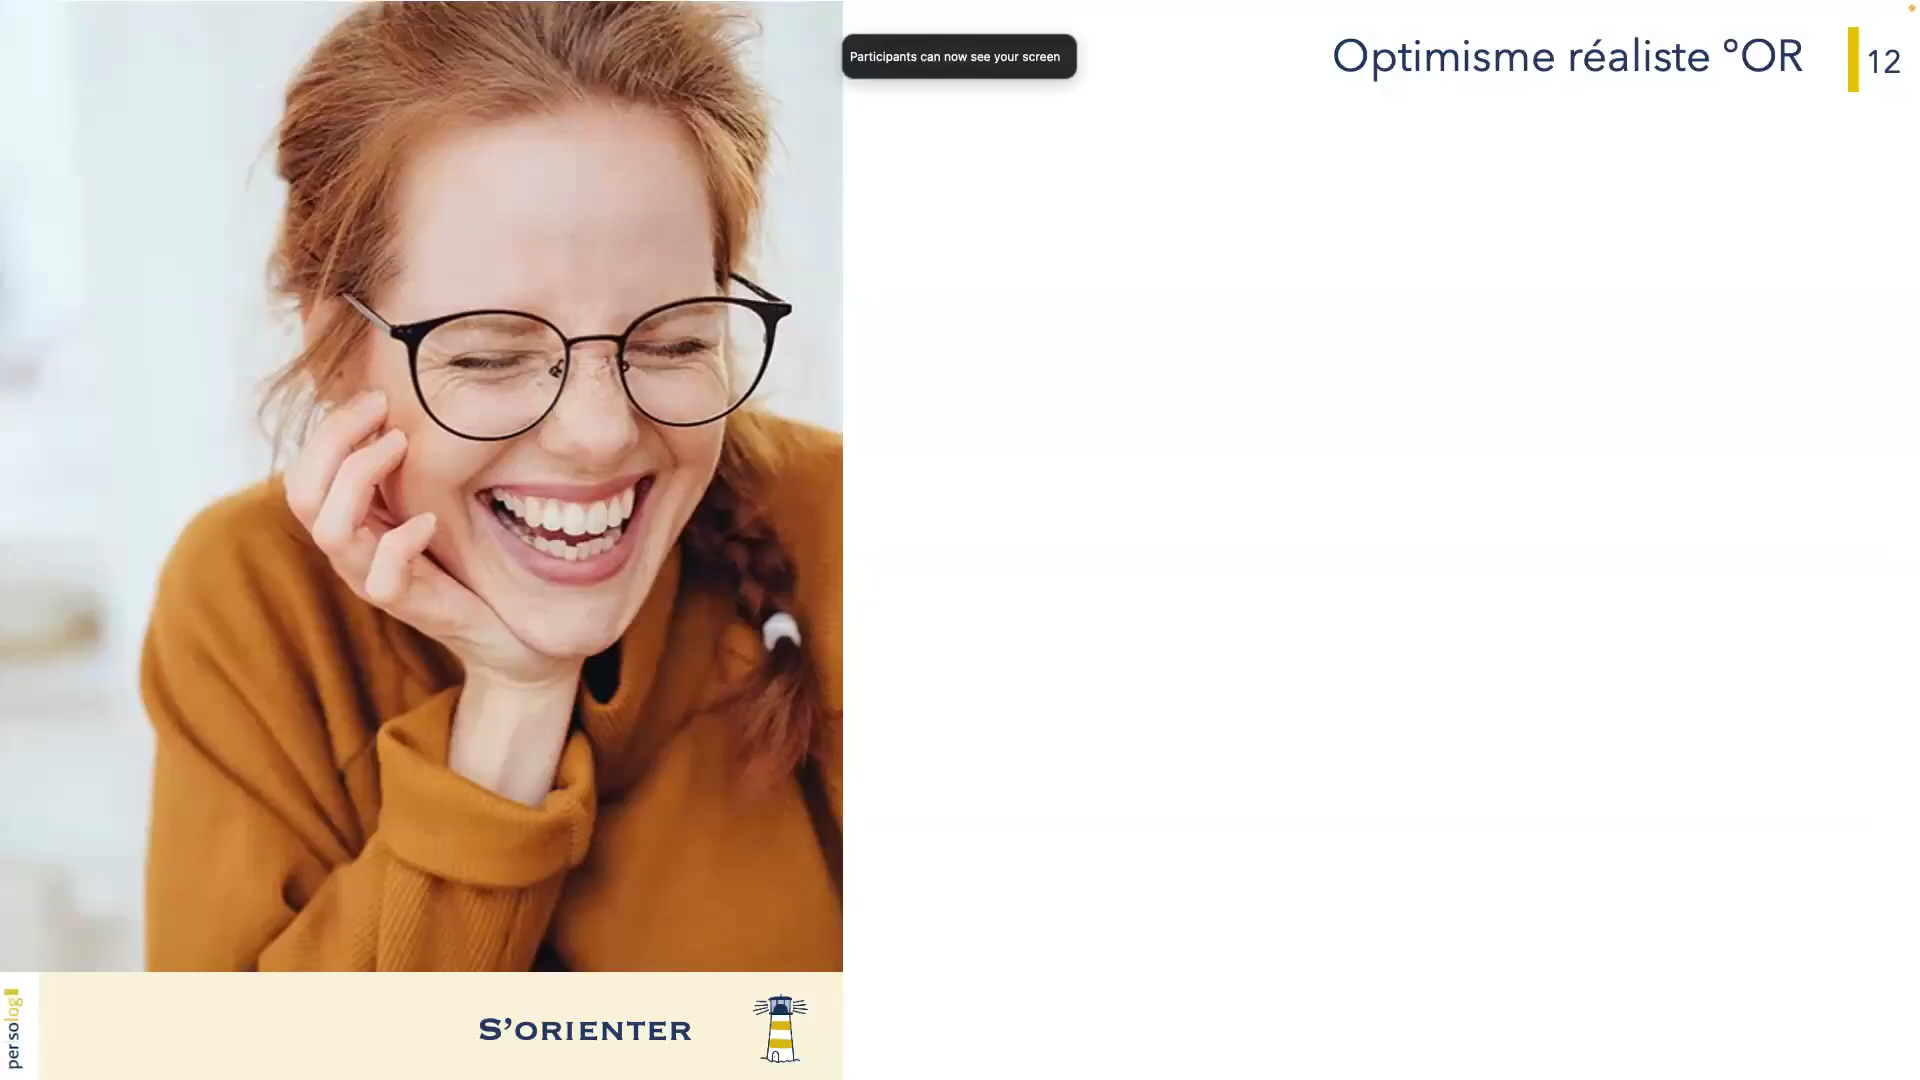 Participants can now see your screen
Optimisme réaliste °OR
12
S'ORIENTER
persolog